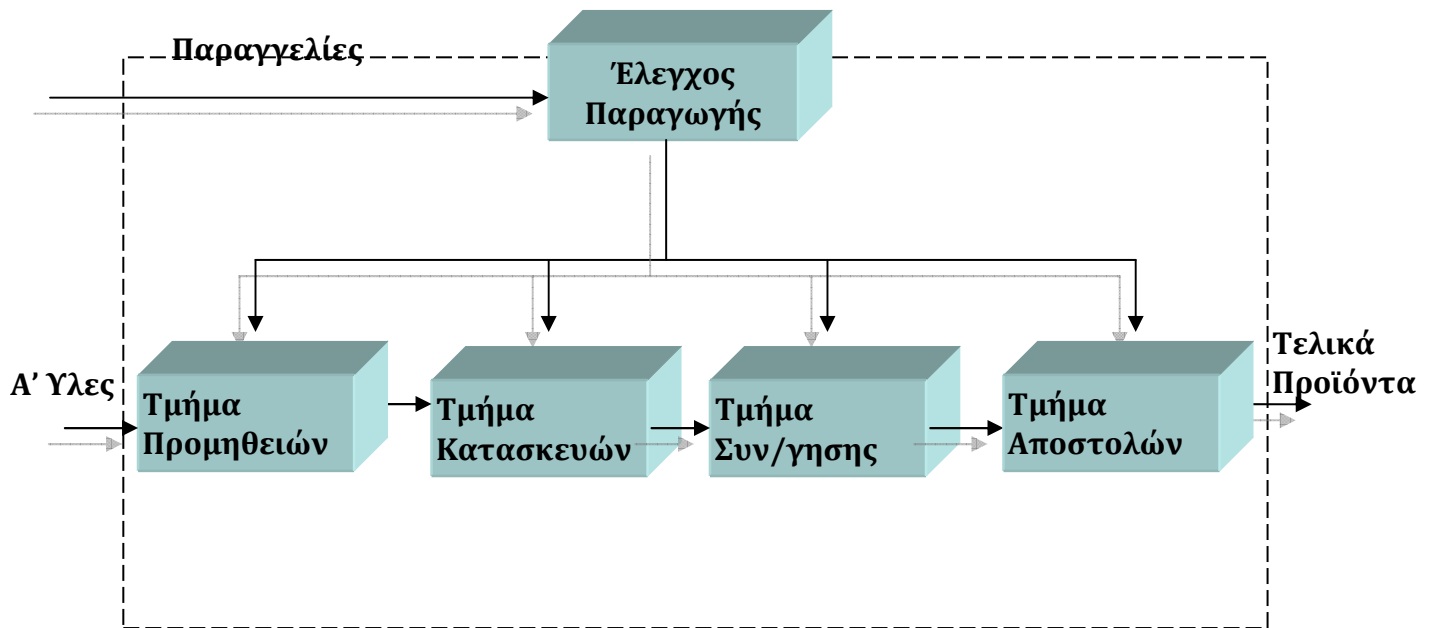 Παραγγελίες
Έλεγχος
Παραγωγής
Α’ Υλες
Τμήμα
Προμηθειών
Τμήμα
Κατασκευών
Τμήμα
Συν/γησης
Τμήμα
Αποστολών
Τελικά
Προϊόντα